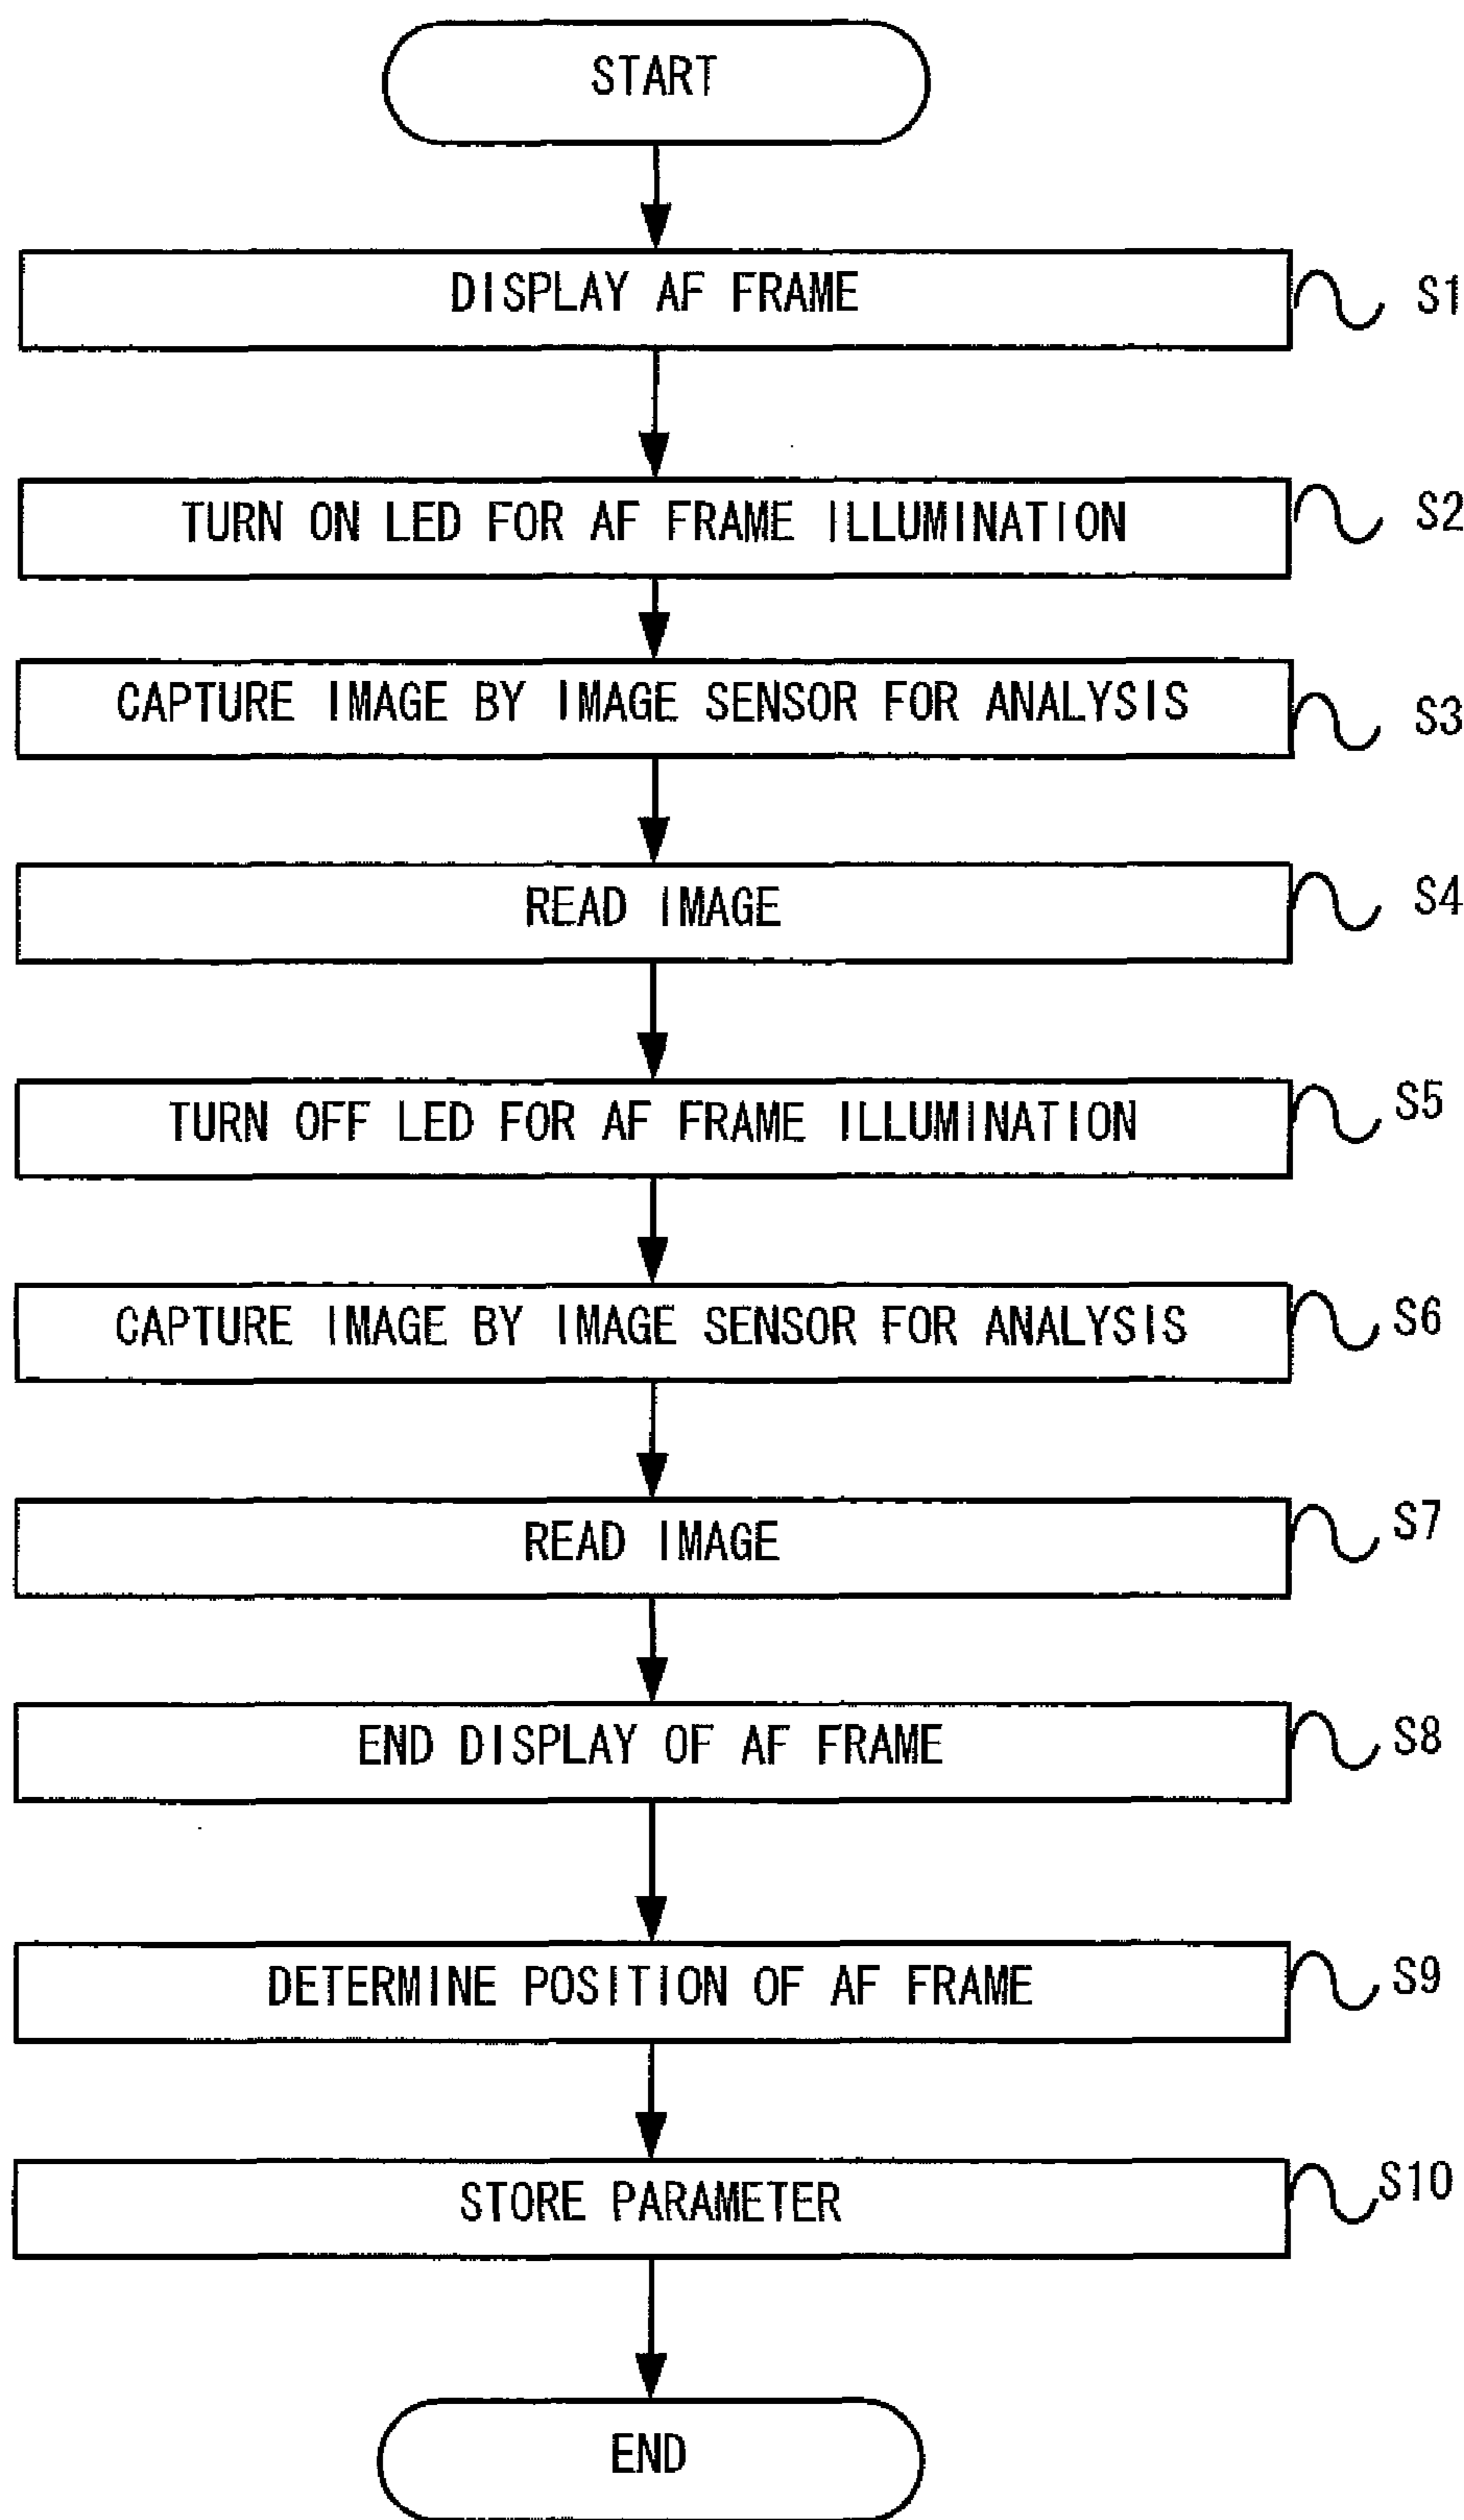 START
DISPLAY AF FRAME
S1
TURN ON LED FOR AF FRAME ILLUMINATION
S2
CAPTURE IMAGE BY IMAGE SENSOR FOR ANALYSIS
S3
READ IMAGE
S4
TURN OFF LED FOR AF FRAME ILLUMINATION
S5
CAPTURE IMAGE BY IMAGE SENSOR FOR ANALYSIS
S6
READ IMAGE
S7
END DISPLAY OF AF FRAME
S8
DETERMINE POSITION OF AF FRAME
S9
STORE PARAMETER
S10
END